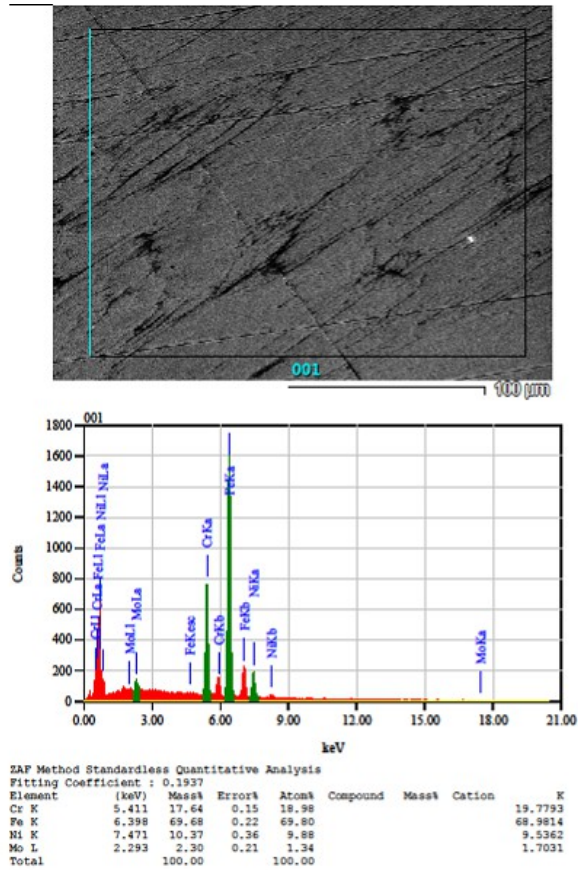 001
100 µm
001
1800
1600
1400
1200
1000
800
600
400
200
0
Counts
CrLl CrLa FeLl FeLa NiLl NiLa
MoLl
MoLa
FeKesc
CrKa
CrKb
FeKa
FeKb
NiKa
NiKb
MoKa
0.00 3.00 6.00 9.00 12.00 15.00 18.00 21.00
keV
ZAF Method Standardless Quantitative Analysis
Fitting Coefficient : 0.1937
Element (keV) Mass% Error% Atom% Compound Mass% Cation K
Cr K 5.411 17.64 0.15 18.98 19.7793
Fe K 6.398 69.68 0.22 69.80 68.9814
Ni K 7.471 10.37 0.36 9.88 9.5362
Mo L 2.293 2.30 0.21 1.34 1.7031
Total 100.00 100.00